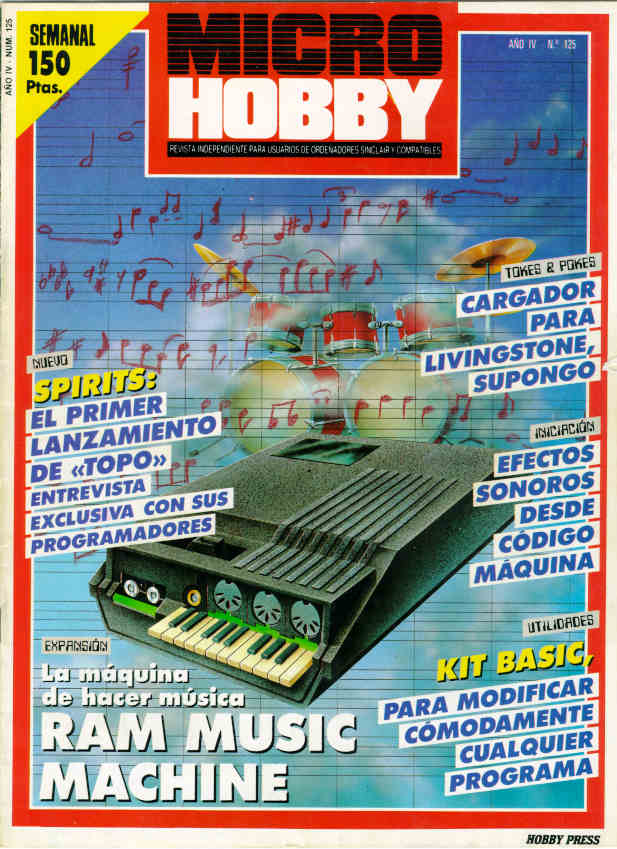 AÑO IV - NUM. 125
SEMANAL
150
Ptas.
MICRO
HOBBY
AÑO IV N.º 125
REVISTA INDEPENDIENTE PARA USUARIOS DE ORDENADORES SINCLAIR Y COMPATIBLES
TOKES & POKES
CARGADOR
PARA
LIVINGSTONE,
SUPONGO
NUEVO
SPIRITS:
EL PRIMER
LANZAMIENTO
DE «TOPO»
ENTREVISTA
EXCLUSIVA CON SUS
PROGRAMADORES
INICIACIÓN
EFECTOS
SONOROS
DESDE
CÓDIGO
MÁQUINA
EXPANSIÓN
La máquina
de hacer música
RAM MUSIC
MACHINE
UTILIDADES
KIT BASIC,
PARA MODIFICAR
CÓMODAMENTE
CUALQUIER
PROGRAMA
HOBBY PRESS